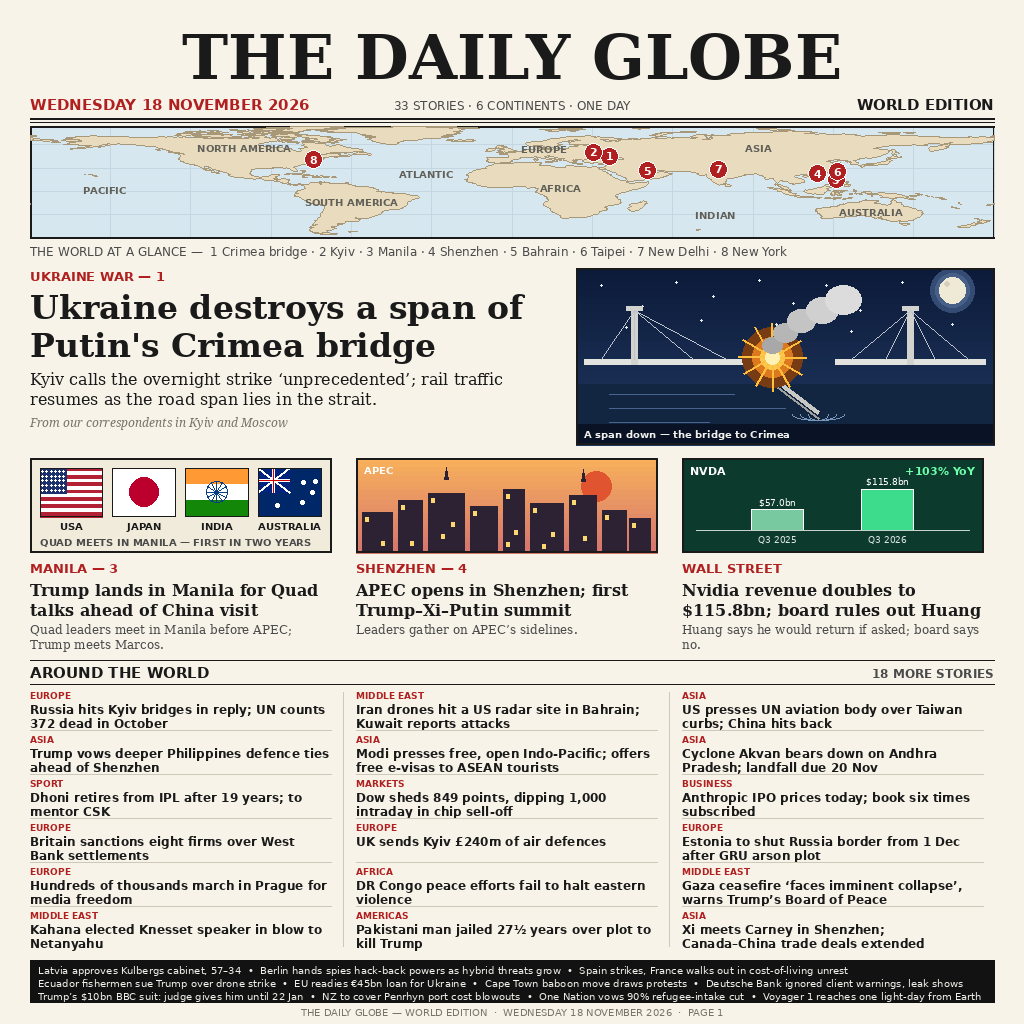 THE DAILY GLOBE
WEDNESDAY 18 NOVEMBER 2026
33 STORIES · 6 CONTINENTS · ONE DAY
WORLD EDITION
NORTH AMERICA
EUROPE
ASIA
PACIFIC
ATLANTIC
AFRICA
SOUTH AMERICA
INDIAN
AUSTRALIA
8
2
1
5
7
4
6
THE WORLD AT A GLANCE — 1 Crimea bridge · 2 Kyiv · 3 Manila · 4 Shenzhen · 5 Bahrain · 6 Taipei · 7 New Delhi · 8 New York
UKRAINE WAR — 1
Ukraine destroys a span of
Putin's Crimea bridge
Kyiv calls the overnight strike ‘unprecedented’; rail traffic
resumes as the road span lies in the strait.
From our correspondents in Kyiv and Moscow
A span down — the bridge to Crimea
USA
JAPAN
INDIA
AUSTRALIA
QUAD MEETS IN MANILA — FIRST IN TWO YEARS
MANILA — 3
Trump lands in Manila for Quad
talks ahead of China visit
Quad leaders meet in Manila before APEC;
Trump meets Marcos.
APEC
SHENZHEN — 4
APEC opens in Shenzhen; first
Trump–Xi–Putin summit
Leaders gather on APEC’s sidelines.
NVDA
+103% YoY
$57.0bn
$115.8bn
Q3 2025
Q3 2026
WALL STREET
Nvidia revenue doubles to
$115.8bn; board rules out Huang
Huang says he would return if asked; board says
no.
AROUND THE WORLD
18 MORE STORIES
EUROPE
Russia hits Kyiv bridges in reply; UN counts
372 dead in October
ASIA
Trump vows deeper Philippines defence ties
ahead of Shenzhen
SPORT
Dhoni retires from IPL after 19 years; to
mentor CSK
EUROPE
Britain sanctions eight firms over West
Bank settlements
EUROPE
Hundreds of thousands march in Prague for
media freedom
MIDDLE EAST
Kahana elected Knesset speaker in blow to
Netanyahu
MIDDLE EAST
Iran drones hit a US radar site in Bahrain;
Kuwait reports attacks
ASIA
Modi presses free, open Indo-Pacific; offers
free e-visas to ASEAN tourists
MARKETS
Dow sheds 849 points, dipping 1,000
intraday in chip sell-off
EUROPE
UK sends Kyiv £240m of air defences
AFRICA
DR Congo peace efforts fail to halt eastern
violence
AMERICAS
Pakistani man jailed 27½ years over plot to
kill Trump
ASIA
US presses UN aviation body over Taiwan
curbs; China hits back
ASIA
Cyclone Akvan bears down on Andhra
Pradesh; landfall due 20 Nov
BUSINESS
Anthropic IPO prices today; book six times
subscribed
EUROPE
Estonia to shut Russia border from 1 Dec
after GRU arson plot
MIDDLE EAST
Gaza ceasefire ‘faces imminent collapse’,
warns Trump’s Board of Peace
ASIA
Xi meets Carney in Shenzhen;
Canada–China trade deals extended
Latvia approves Kulbergs cabinet, 57–34 • Berlin hands spies hack-back powers as hybrid threats grow • Spain strikes, France walks out in cost-of-living unrest
Ecuador fishermen sue Trump over drone strike • EU readies €45bn loan for Ukraine • Cape Town baboon move draws protests • Deutsche Bank ignored client warnings, leak shows
Trump’s $10bn BBC suit: judge gives him until 22 Jan • NZ to cover Penrhyn port cost blowouts • One Nation vows 90% refugee-intake cut • Voyager 1 reaches one light-day from Earth
THE DAILY GLOBE — WORLD EDITION · WEDNESDAY 18 NOVEMBER 2026 · PAGE 1